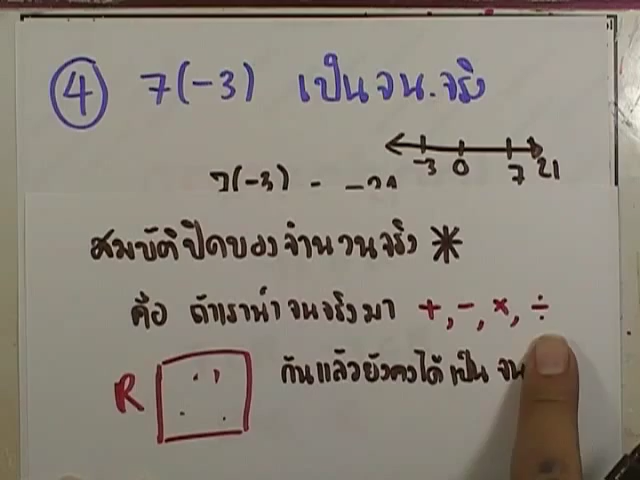 ④ 7(-3) เป็น จน.จริง
-3 0 7 21
7(-3) =
สมบัติปิดของจำนวนจริง *
คือ ถ้าเรานำ จนจริงมา +, -, ×, ÷
R กันแล้วยังคงได้เป็น จน